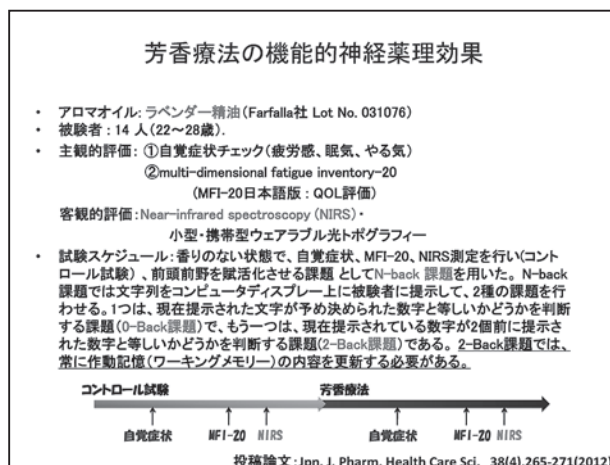 芳香療法の機能的神経薬理効果
• アロマオイル: ラベンダー精油(Farfalla社 Lot No. 031076)
• 被験者 : 14 人(22～28歳).
• 主観的評価: ①自覚症状チェック(疲労感、眠気、やる気)
②multi-dimensional fatigue inventory-20
(MFI-20日本語版 : QOL評価)
客観的評価:Near-infrared spectroscopy (NIRS)・
小型・携帯型ウェアラブル光トポグラフィー
• 試験スケジュール: 香りのない状態で、自覚症状、MFI-20、NIRS測定を行い(コント
ロール試験) 、前頭前野を賦活化させる課題 としてN-back 課題を用いた。 N-back
課題では文字列をコンピュータディスプレー上に被験者に提示して、2種の課題を行
わせる。1つは、現在提示された文字が予め決められた数字と等しいかどうかを判断
する課題(0-Back課題)で、もう一つは、現在提示されている数字が2個前に提示さ
れた数字と等しいかどうかを判断する課題(2-Back課題)である。 2-Back課題では、
常に作動記憶(ワーキングメモリー)の内容を更新する必要がある。
コントロール試験 芳香療法
自覚症状 MFI-20 NIRS 自覚症状 MFI-20 NIRS
投稿論文: Jpn. J. Pharm. Health Care Sci. 38(4).265-271(2012)